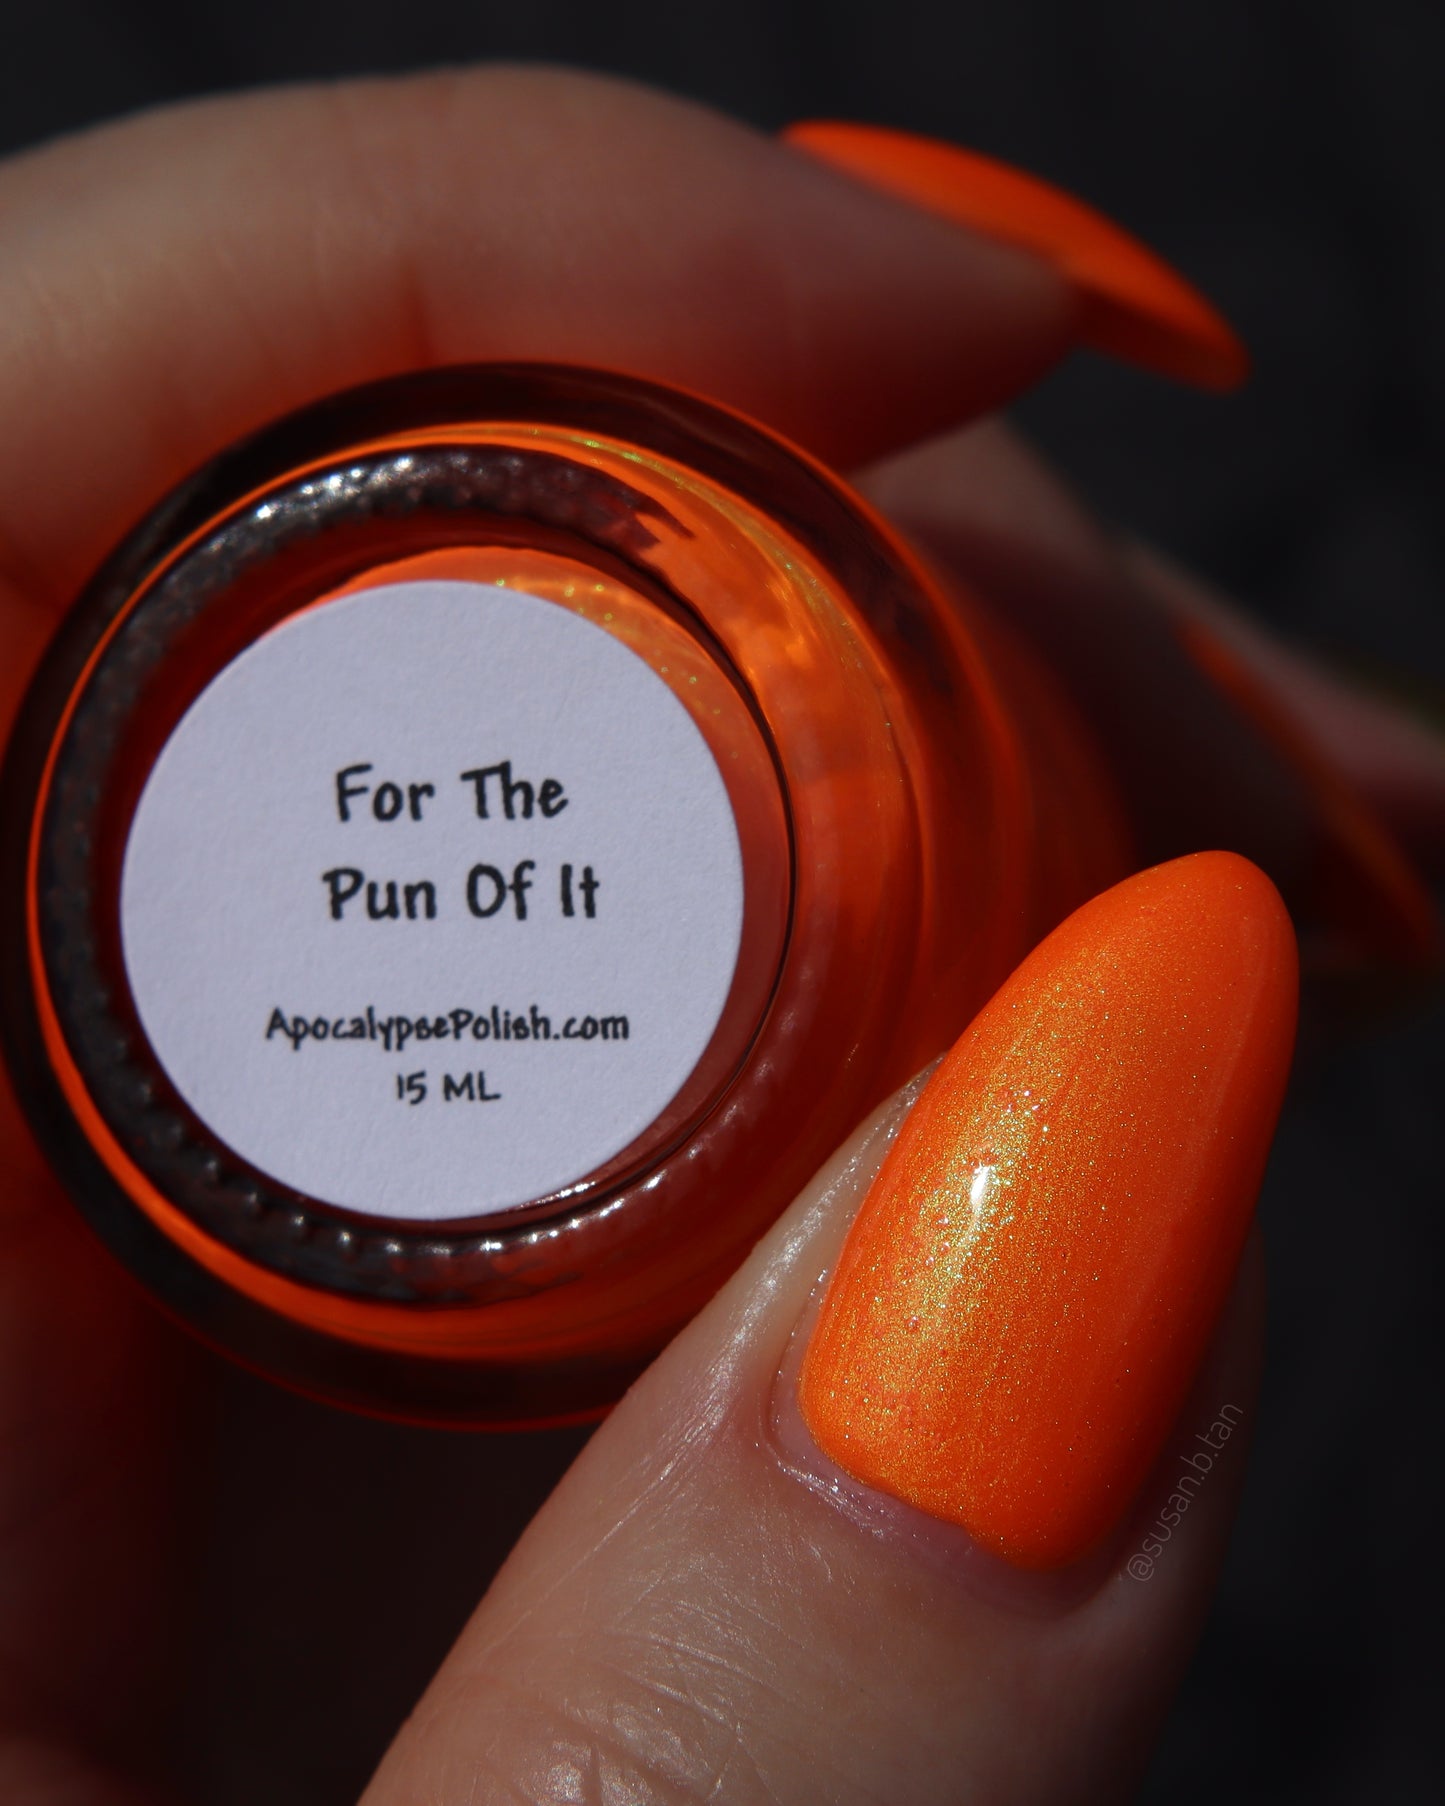 For The
Pun Of It
ApocalypsePolish.com
15 ML
@susan.b.tan